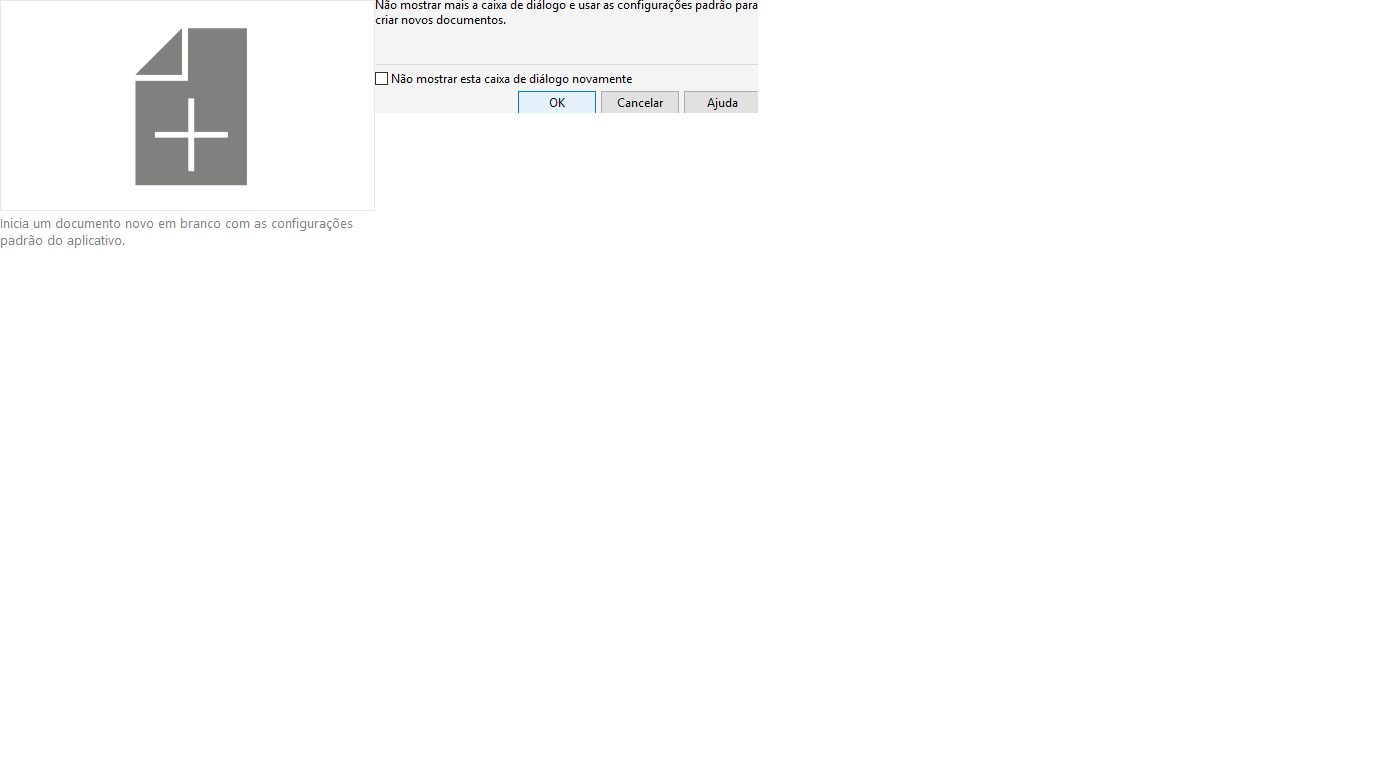 Não mostrar mais a caixa de diálogo e usar as configurações padrão para
criar novos documentos.
Não mostrar esta caixa de diálogo novamente
OK Cancelar Ajuda
Inicia um documento novo em branco com as configurações
padrão do aplicativo.